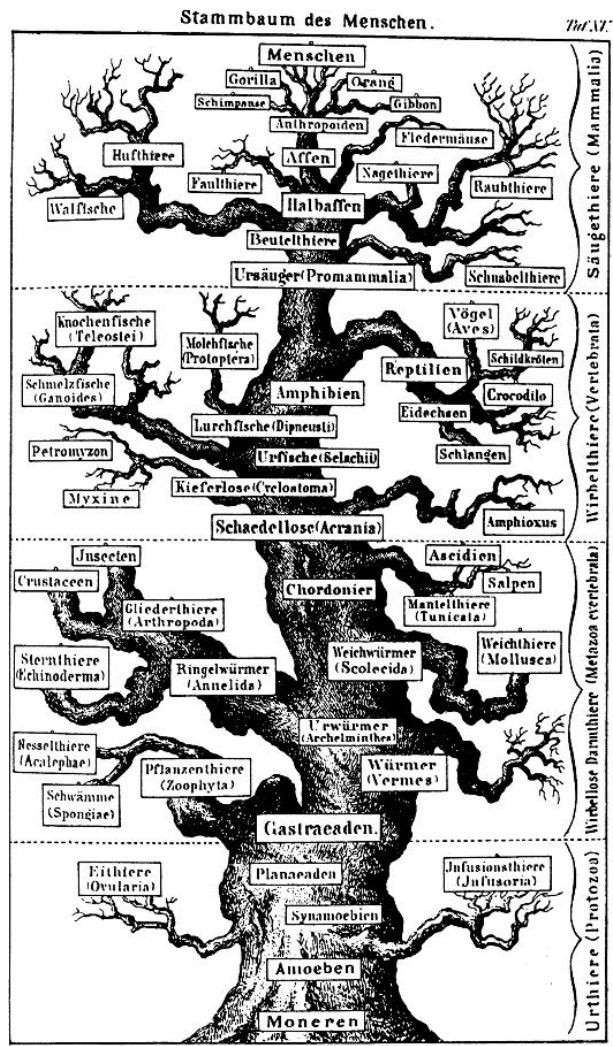 Stammbaum des Menschen.
Taf. XV.
Menschen
Gorilla
Orang
Schimpanse
Gibbon
Anthropoiden
Fledermäuse
Hufthiere
Affen
Faulthiere
Nagethiere
Raubthiere
Walfische
Halbaffen
Beutelthiere
Ursäuger (Promammalia)
Schnabelthiere
Säugethiere (Mammalia)
Knochenfische
(Teleostei)
Molchfische
(Protoptera)
Vögel
(Aves)
Schildkröten
Schmelzfische
(Ganoides)
Amphibien
Reptilien
Crocodile
Eidechsen
Lurchfische (Dipneusti)
Petromyzon
Urfische (Selachii)
Schlangen
Myxine
Kieferlose (Cyclostoma)
Schaedellose (Acrania)
Amphioxus
Wirbelthiere (Vertebrata)
Jnsecten
Ascidien
Crustaceen
Chordonier
Salpen
Gliederthiere
(Arthropoda)
Mantelthiere
(Tunicata)
Sternthiere
(Echinoderma)
Ringelwürmer
(Annelida)
Weichwürmer
(Scolecida)
Weichthiere
(Mollusca)
Urwürmer
(Archelminthes)
Nesselthiere
(Acalephae)
Pflanzenthiere
(Zoophyta)
Würmer
(Vermes)
Schwämme
(Spongiae)
Gastraeaden.
Wirbellose Darmthiere (Metazoa evertebrata)
Eithiere
(Ovularia)
Planaeaden
Jnfusionsthiere
(Jnfusoria)
Synamoebien
Amoeben
Moneren
Urthiere (Protozoa)